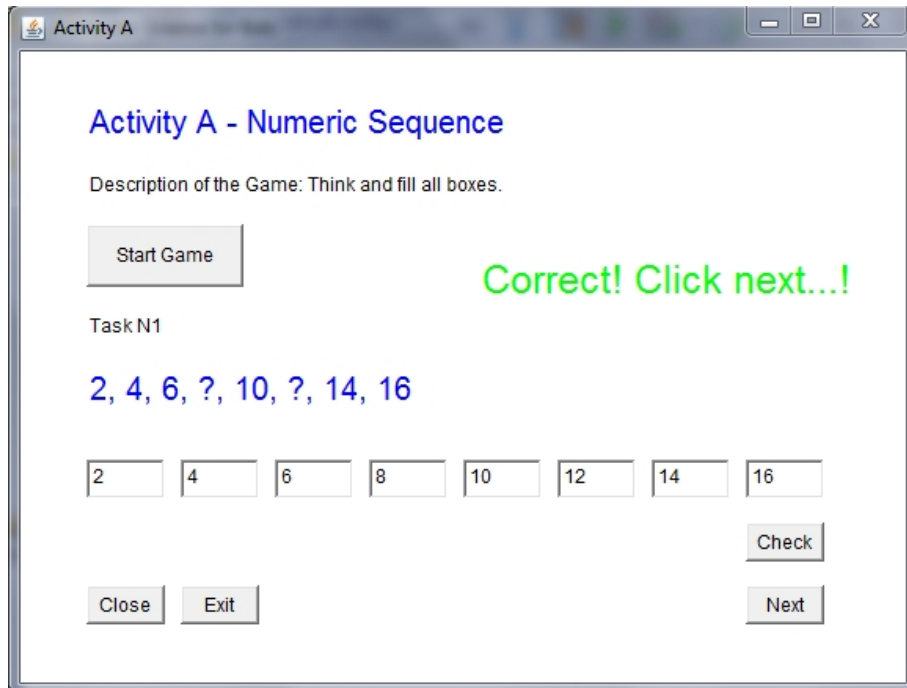 Activity A
Activity A - Numeric Sequence
Description of the Game: Think and fill all boxes.
Start Game
Correct! Click next...!
Task N1
2, 4, 6, ?, 10, ?, 14, 16
2 4 6 8 10 12 14 16
Check
Close Exit Next